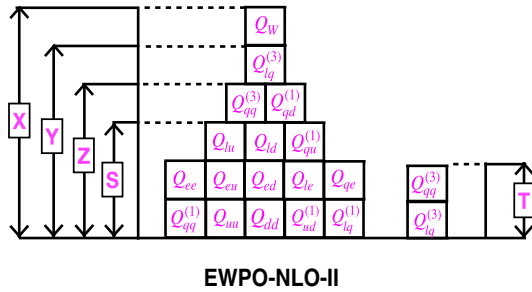 Q_W
Q_{lq}^{(3)}
Q_{qq}^{(3)} Q_{qd}^{(1)}
Q_{lu} Q_{ld} Q_{qu}^{(1)}
Q_{ee} Q_{eu} Q_{ed} Q_{le} Q_{qe} Q_{qq}^{(3)}
Q_{qq}^{(1)} Q_{uu} Q_{dd} Q_{ud}^{(1)} Q_{lq}^{(1)} Q_{lq}^{(3)}
X
Y
Z
S
T
EWPO-NLO-II